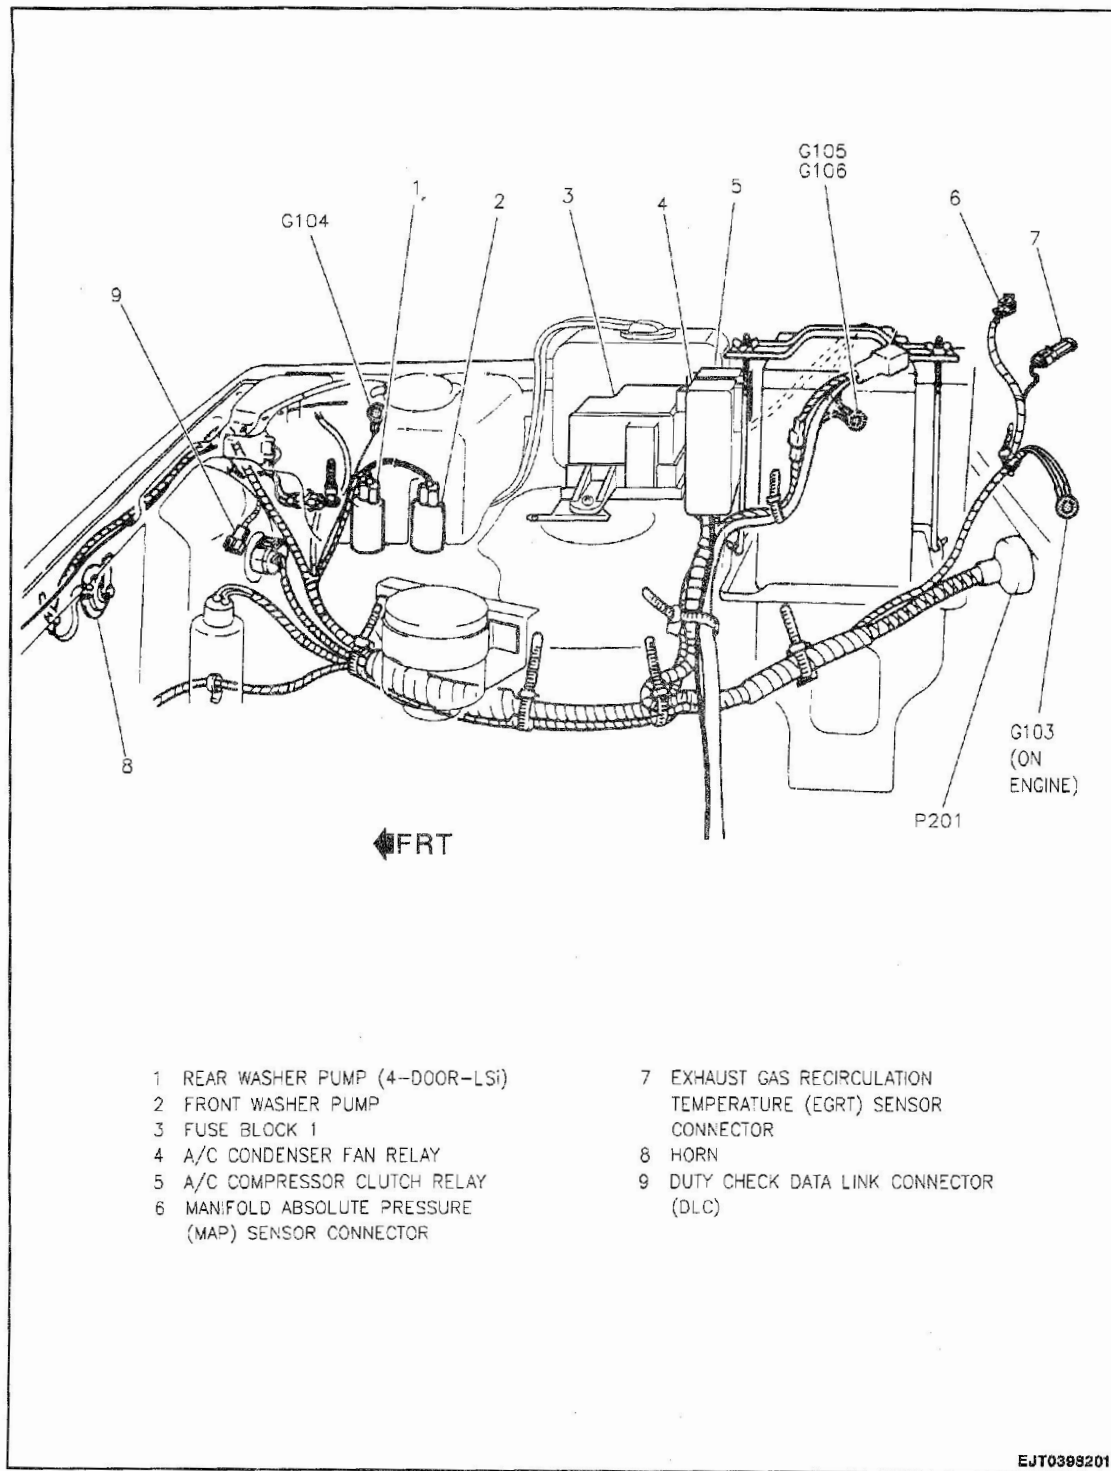 G105
G106
1
2
3
4
5
6
7
G104
9
8
G103
(ON
ENGINE)
P201
FRT
1 REAR WASHER PUMP (4-DOOR-LSi)
2 FRONT WASHER PUMP
3 FUSE BLOCK 1
4 A/C CONDENSER FAN RELAY
5 A/C COMPRESSOR CLUTCH RELAY
6 MANIFOLD ABSOLUTE PRESSURE
(MAP) SENSOR CONNECTOR
7 EXHAUST GAS RECIRCULATION
TEMPERATURE (EGRT) SENSOR
CONNECTOR
8 HORN
9 DUTY CHECK DATA LINK CONNECTOR
(DLC)
EJT0398201